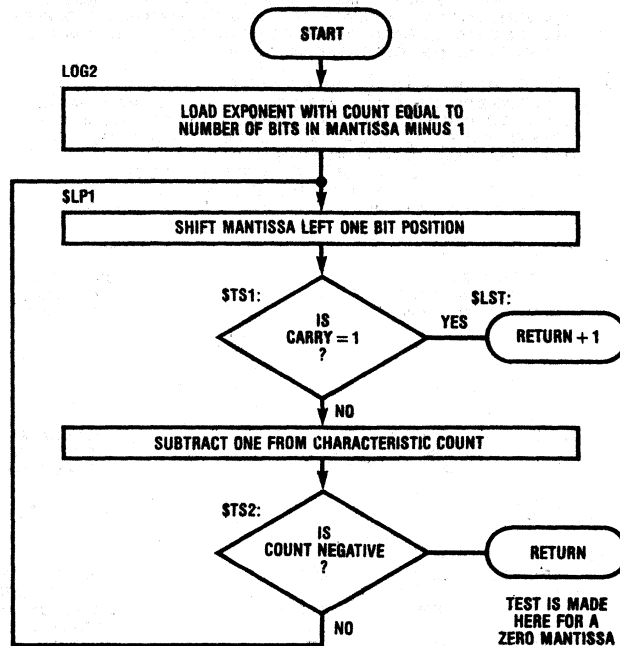 START
LOG2
LOAD EXPONENT WITH COUNT EQUAL TO
NUMBER OF BITS IN MANTISSA MINUS 1
$LP1
SHIFT MANTISSA LEFT ONE BIT POSITION
$TS1:
IS
CARRY = 1
?
YES
$LST:
RETURN + 1
NO
SUBTRACT ONE FROM CHARACTERISTIC COUNT
$TS2:
IS
COUNT NEGATIVE
?
RETURN
NO
TEST IS MADE
HERE FOR A
ZERO MANTISSA